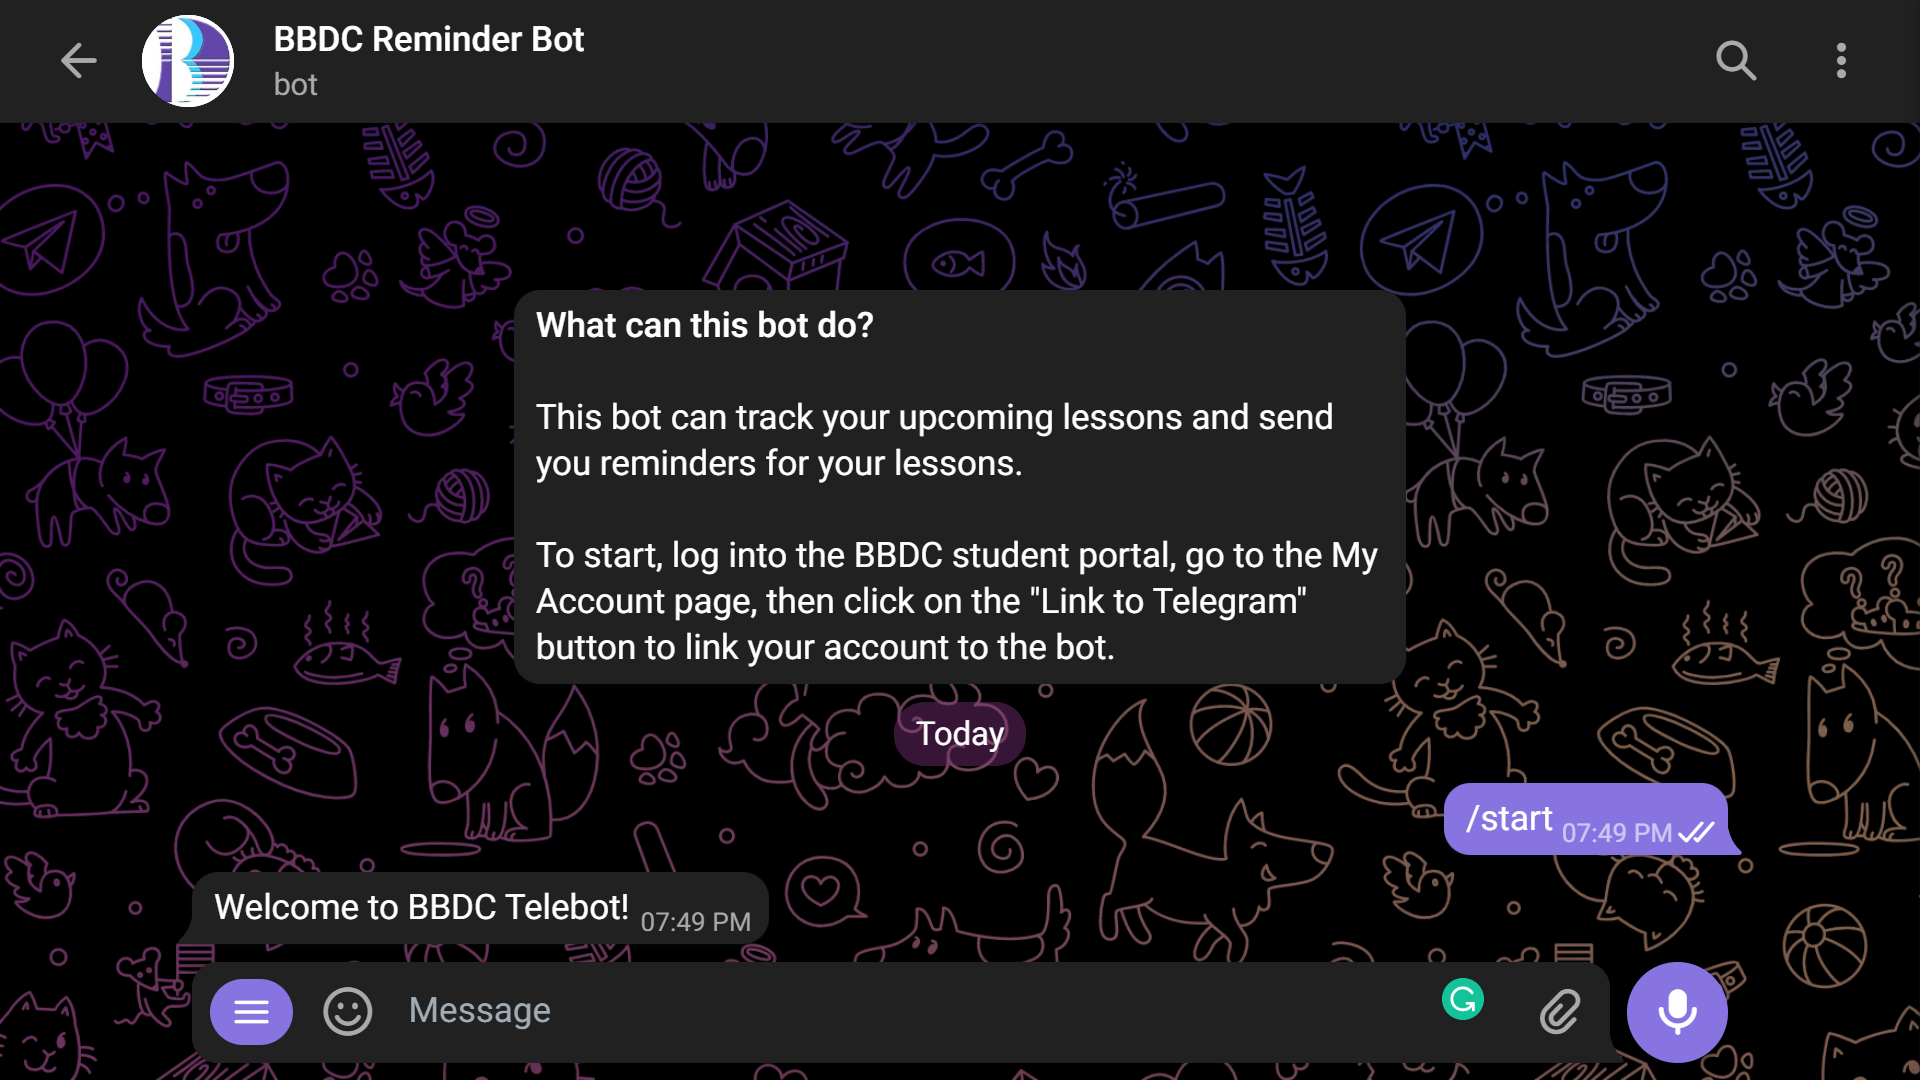 BBDC Reminder Bot
bot
What can this bot do?
This bot can track your upcoming lessons and send
you reminders for your lessons.
To start, log into the BBDC student portal, go to the My
Account page, then click on the "Link to Telegram"
button to link your account to the bot.
Today
/start 07:49 PM
Welcome to BBDC Telebot! 07:49 PM
Message